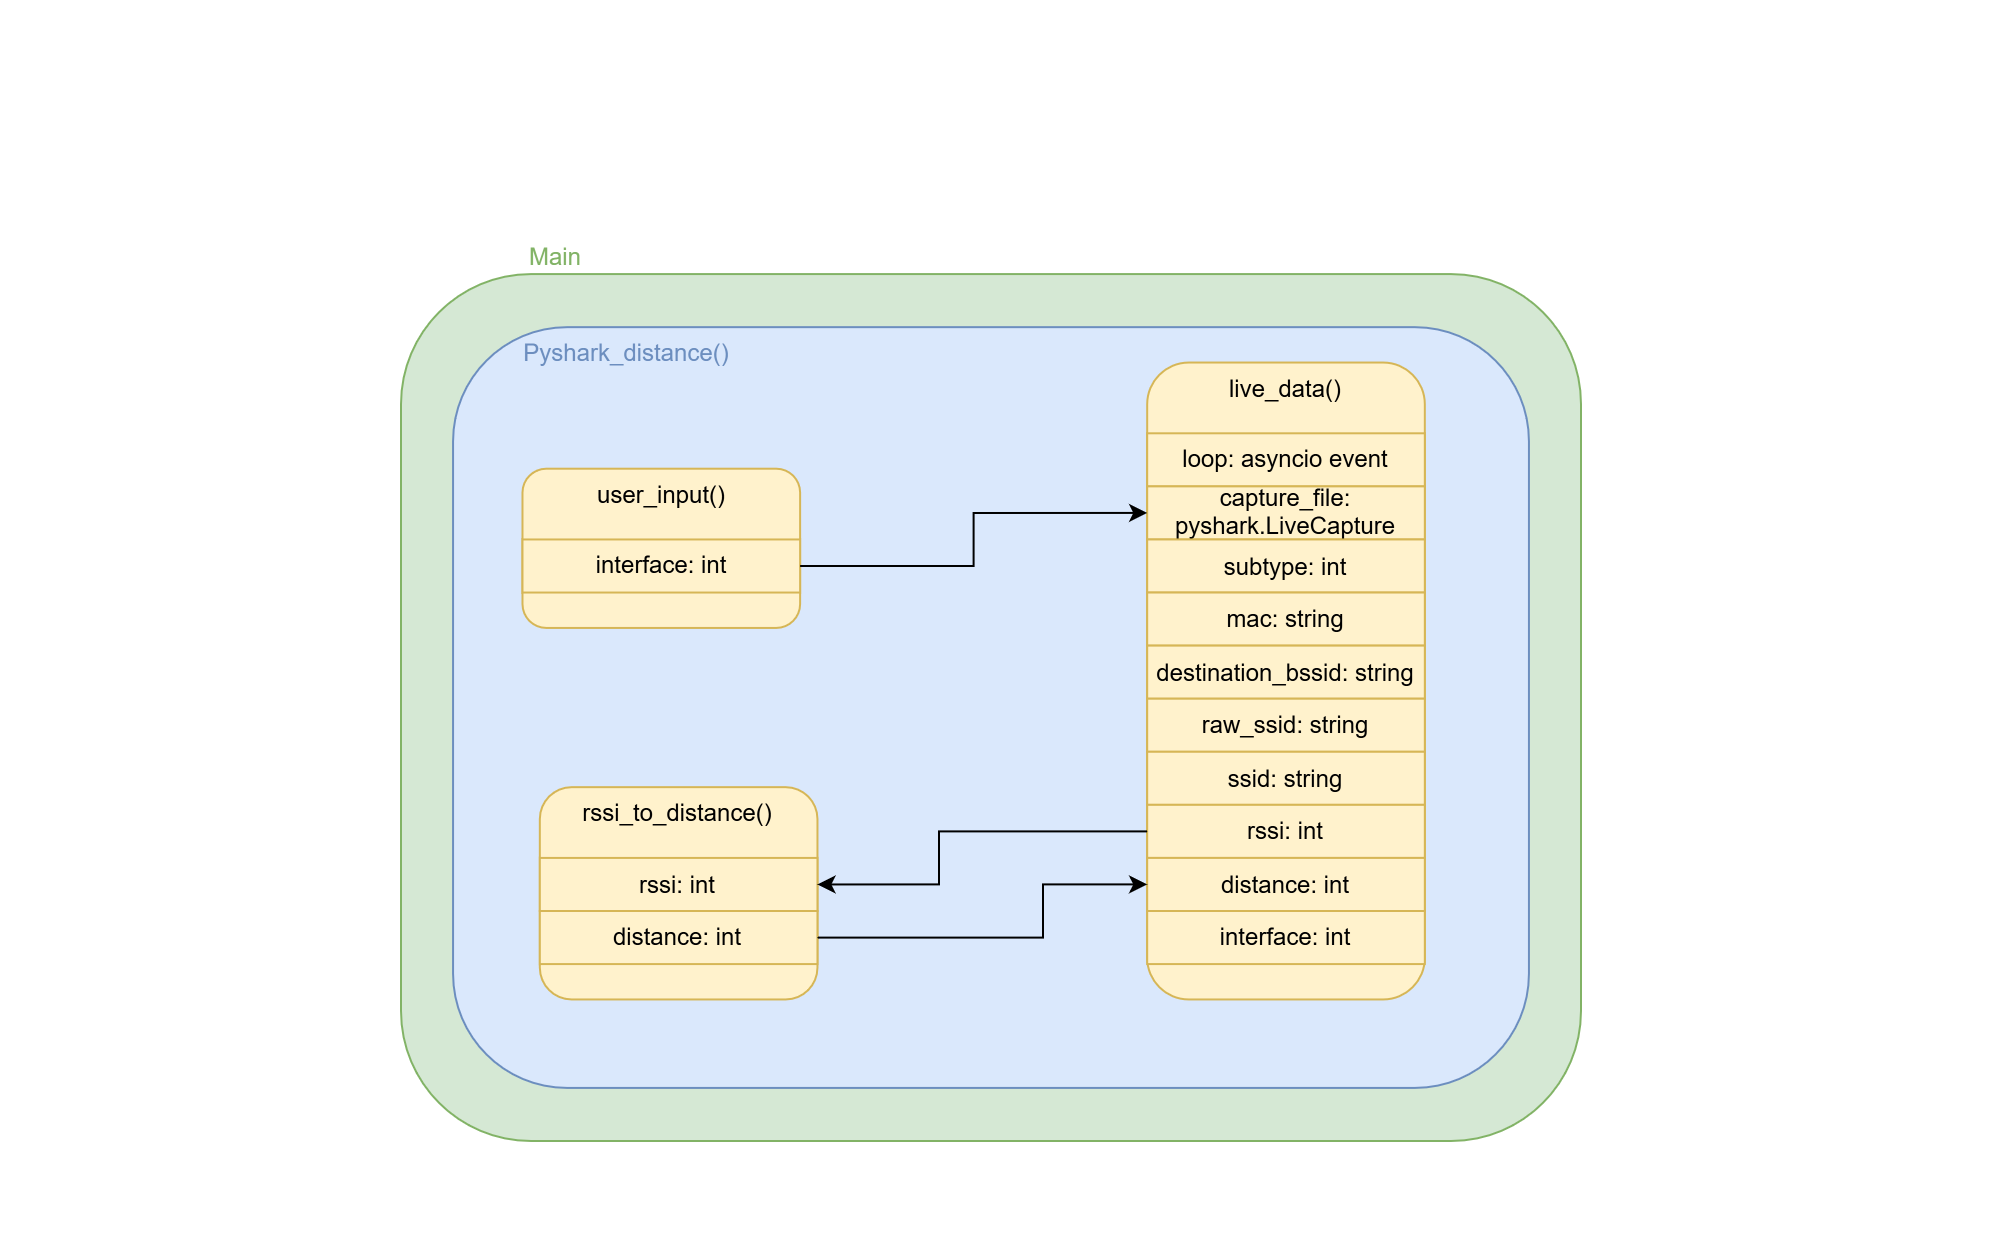 Main
Pyshark_distance()
user_input()
interface: int
rssi_to_distance()
rssi: int
distance: int
live_data()
loop: asyncio event
capture_file:
pyshark.LiveCapture
subtype: int
mac: string
destination_bssid: string
raw_ssid: string
ssid: string
rssi: int
distance: int
interface: int